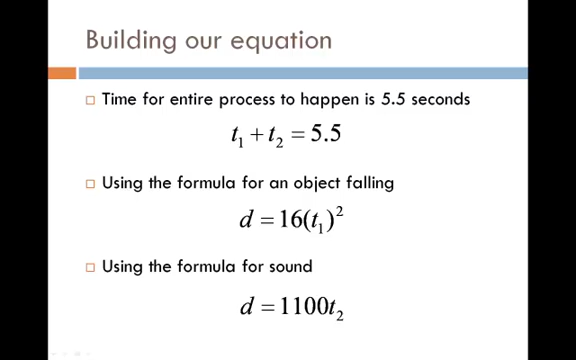 Building our equation
Time for entire process to happen is 5.5 seconds
t₁ + t₂ = 5.5
Using the formula for an object falling
d = 16(t₁)²
Using the formula for sound
d = 1100t₂